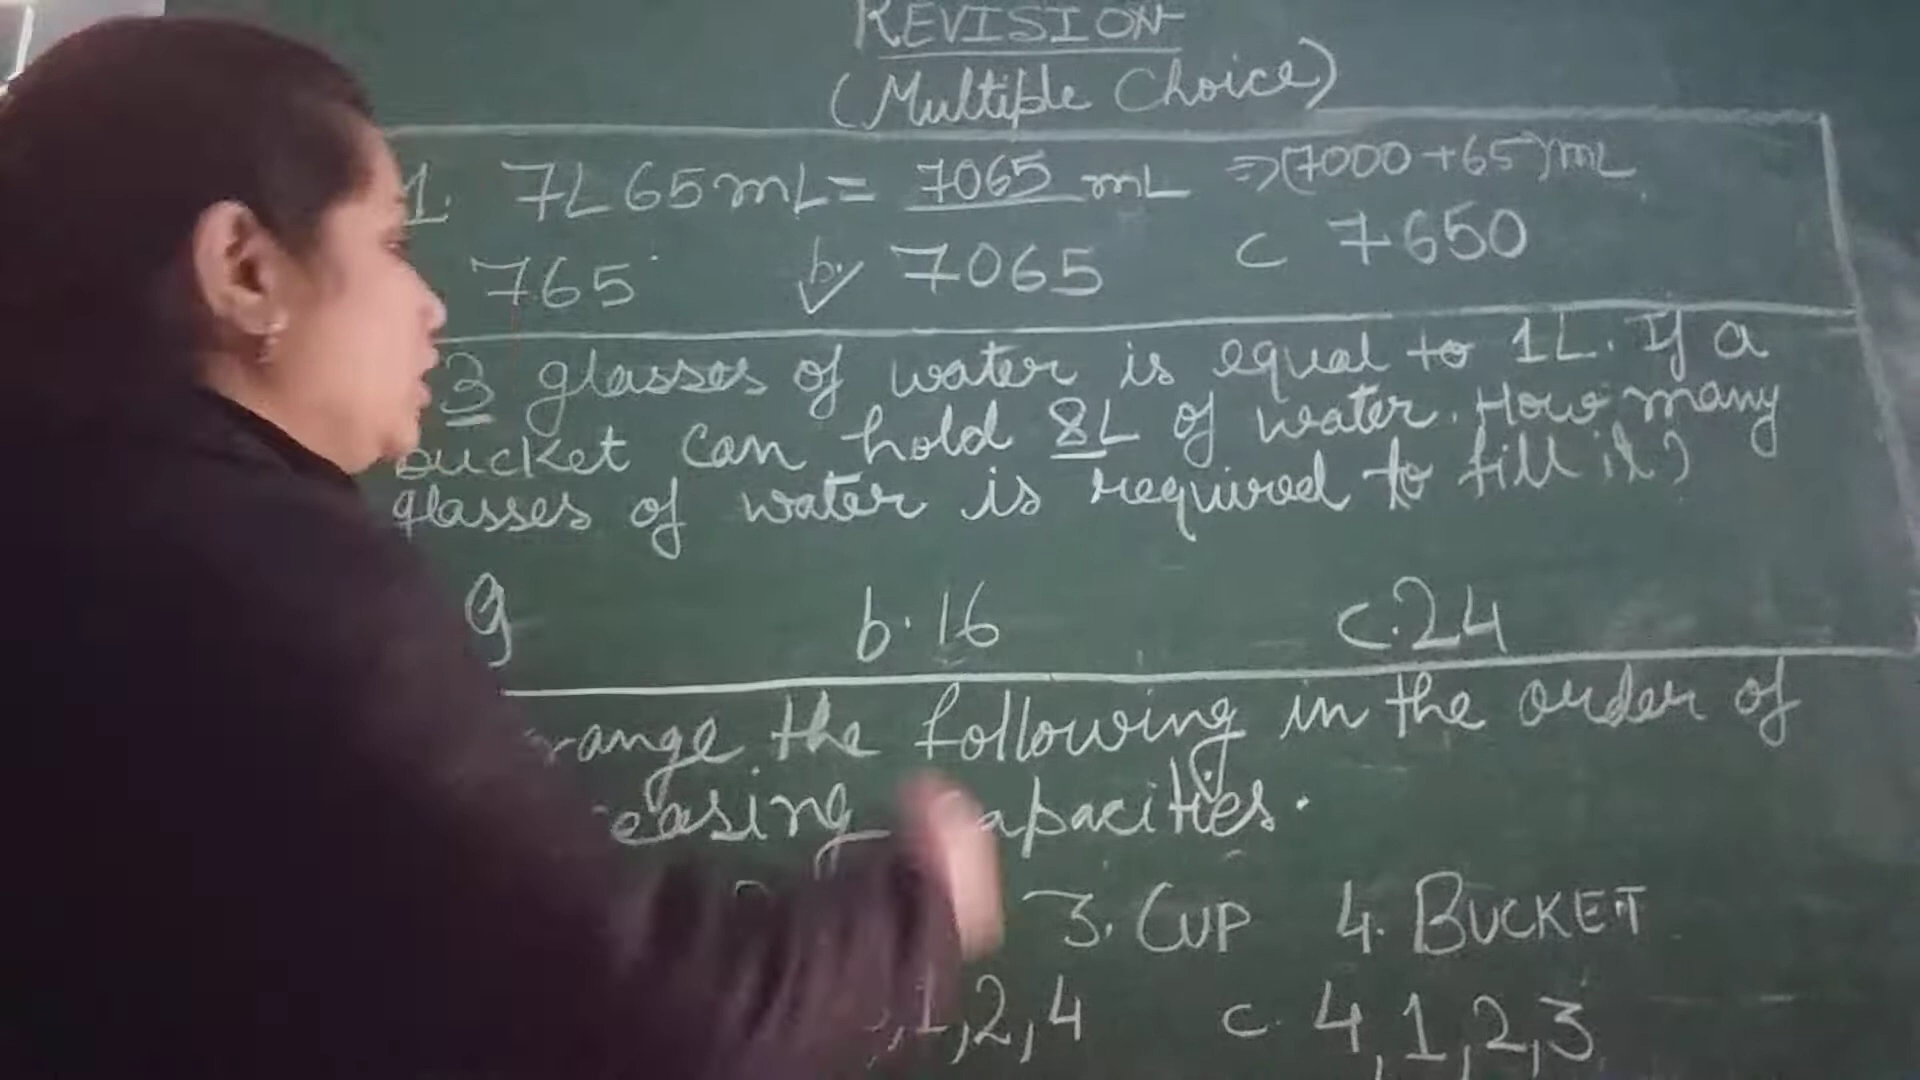 REVISION
(Multiple Choice)
1. 7L 65mL = 7065 mL ⇒ (7000 + 65) mL
765 b. ✓ 7065 c 7650
3 glasses of water is equal to 1L. If a
bucket can hold 8L of water. How many
glasses of water is required to fill it?
9 b. 16 c. 24
the following in the order of
capacities.
3. CUP 4. BUCKET
1, 2, 4 c. 4, 1, 2, 3